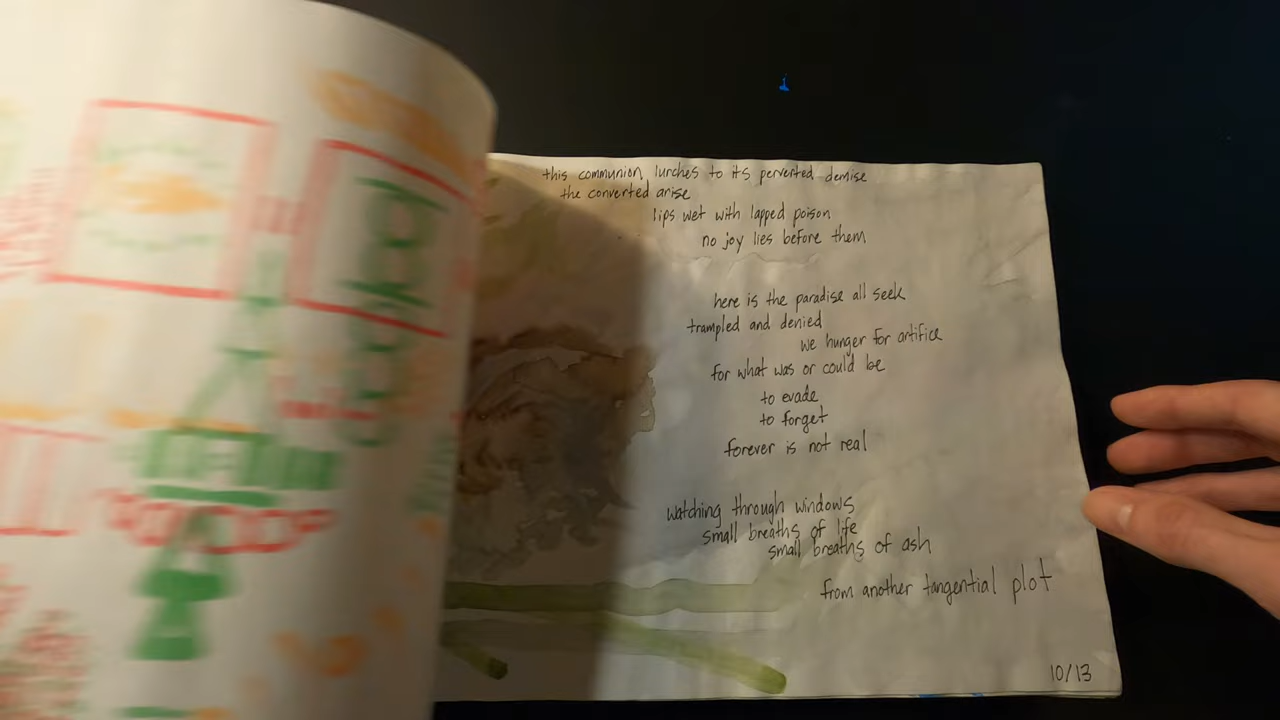 this communion lurches to its perverted demise
the converted arise
lips wet with lapped poison
no joy lies before them
here is the paradise all seek
trampled and denied
we hunger for artifice
for what was or could be
to evade
to forget
forever is not real
watching through windows
small breaths of life
small breaths of ash
from another tangential plot
10/13